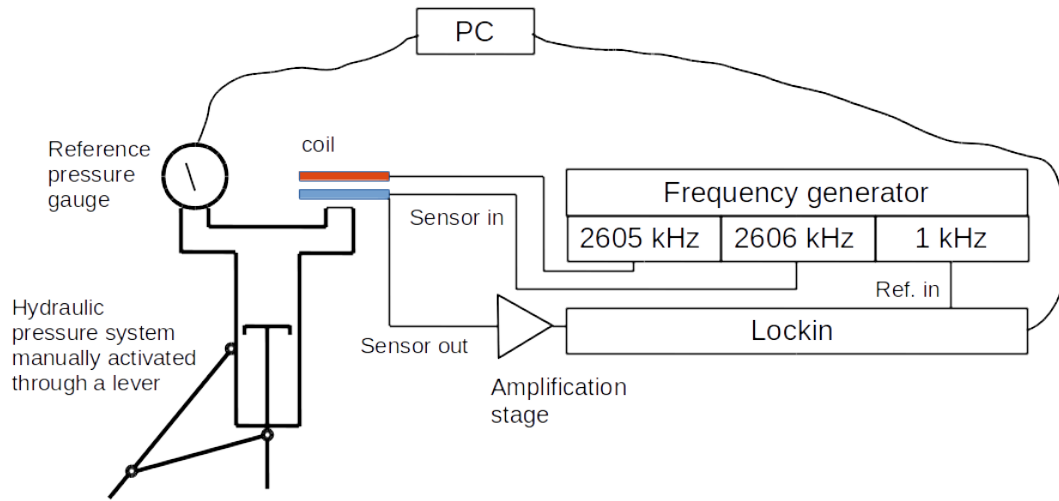 PC
Reference
pressure
gauge
coil
Frequency generator
Sensor in
2605 kHz
2606 kHz
1 kHz
Ref. in
Hydraulic
pressure system
manually activated
through a lever
Sensor out
Lockin
Amplification
stage